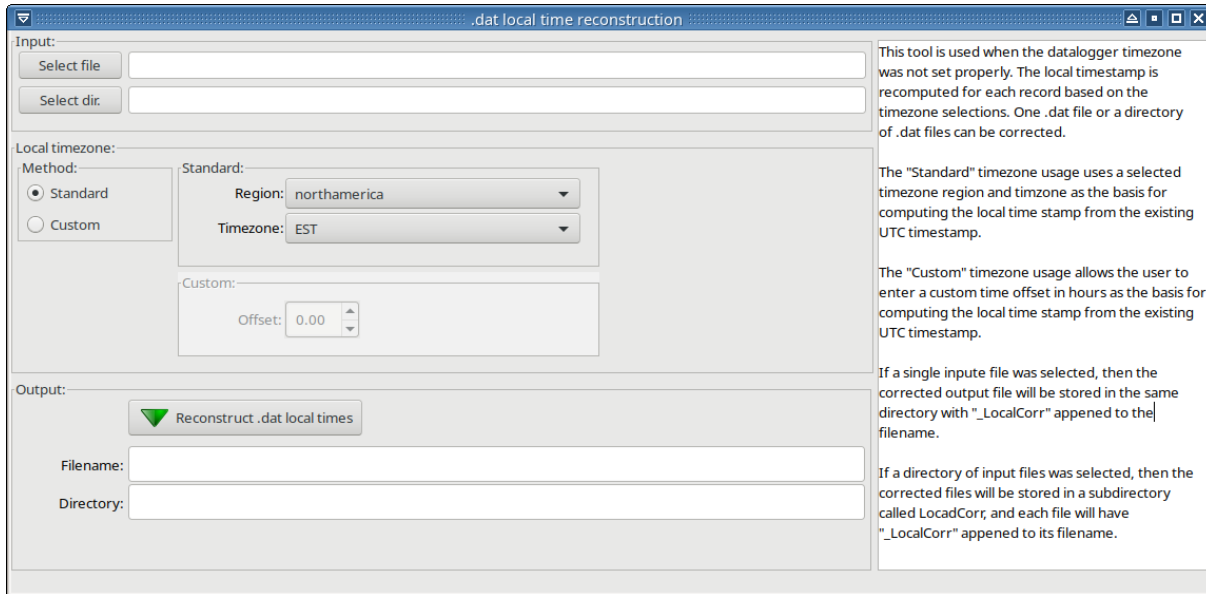 .dat local time reconstruction
Input:
Select file
Select dir.
Local timezone:
Method:
Standard
Custom
Standard:
Region: northamerica
Timezone: EST
Custom:
Offset: 0.00
Output:
Reconstruct .dat local times
Filename:
Directory:
This tool is used when the datalogger timezone
was not set properly. The local timestamp is
recomputed for each record based on the
timezone selections. One .dat file or a directory
of .dat files can be corrected.
The "Standard" timezone usage uses a selected
timezone region and timzone as the basis for
computing the local time stamp from the existing
UTC timestamp.
The "Custom" timezone usage allows the user to
enter a custom time offset in hours as the basis for
computing the local time stamp from the existing
UTC timestamp.
If a single inpute file was selected, then the
corrected output file will be stored in the same
directory with "_LocalCorr" appened to the
filename.
If a directory of input files was selected, then the
corrected files will be stored in a subdirectory
called LocadCorr, and each file will have
"_LocalCorr" appened to its filename.